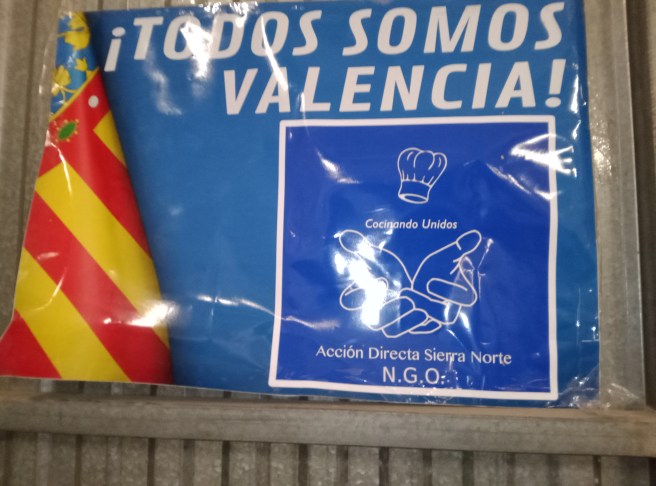 ¡TODOS SOMOS
VALENCIA!
Cocinando Unidos
Acción Directa Sierra Norte
N.G.O.